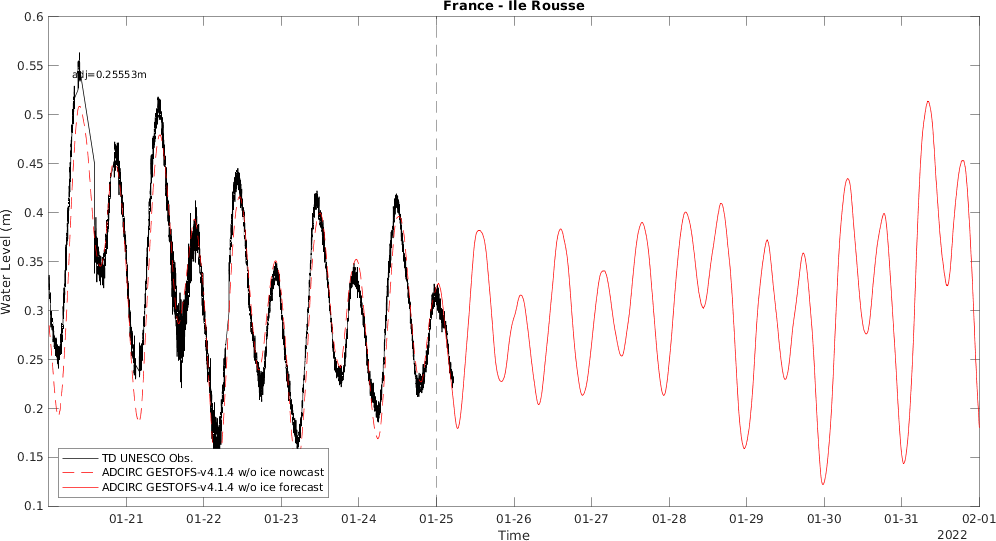 France - Ile Rousse
0.6
0.55
0.5
0.45
0.4
0.35
0.3
0.25
0.2
0.15
0.1
Water Level (m)
adj=0.25553m
TD UNESCO Obs.
ADCIRC GESTOFS-v4.1.4 w/o ice nowcast
ADCIRC GESTOFS-v4.1.4 w/o ice forecast
01-21 01-22 01-23 01-24 01-25 01-26 01-27 01-28 01-29 01-30 01-31 02-01
Time
2022